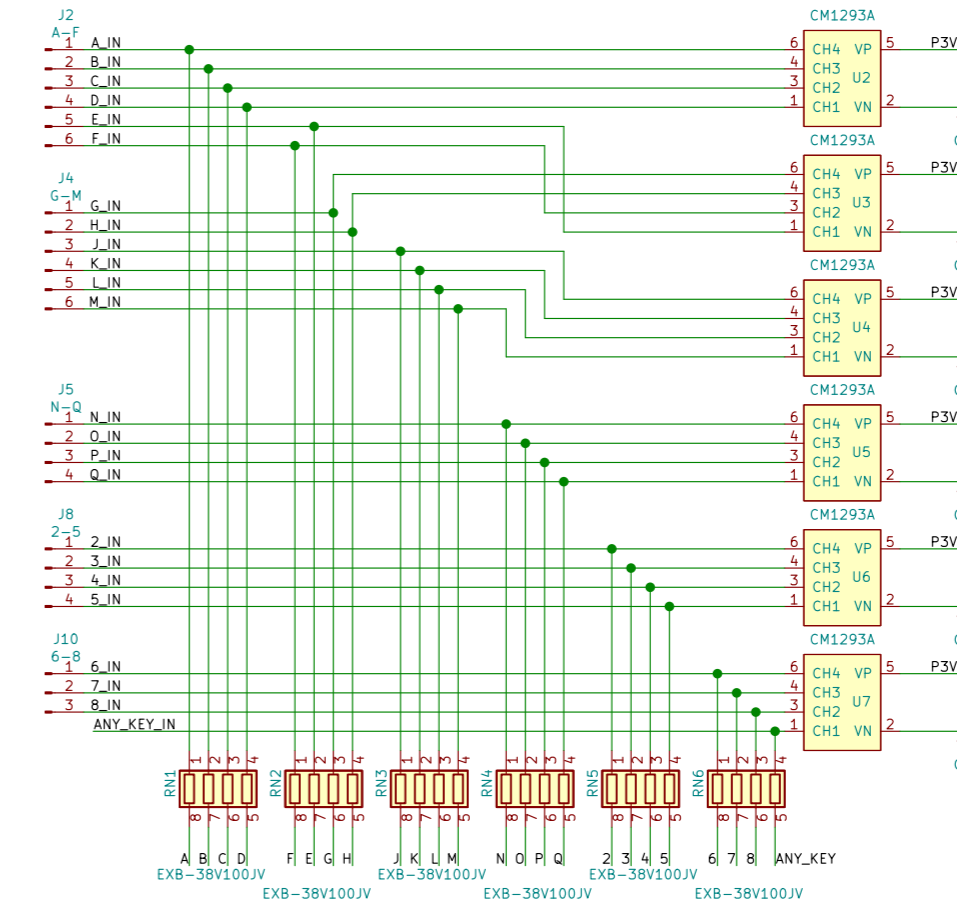 J2
A-F
1 A_IN
2 B_IN
3 C_IN
4 D_IN
5 E_IN
6 F_IN
CM1293A
6 CH4 VP 5 P3V
4 CH3
U2
3 CH2
1 CH1 VN 2
CM1293A
6 CH4 VP 5 P3V
4 CH3
U3
3 CH2
1 CH1 VN 2
J4
G-M
1 G_IN
2 H_IN
3 J_IN
4 K_IN
5 L_IN
6 M_IN
CM1293A
6 CH4 VP 5 P3V
4 CH3
U4
3 CH2
1 CH1 VN 2
J5
N-Q
1 N_IN
2 O_IN
3 P_IN
4 Q_IN
CM1293A
6 CH4 VP 5 P3V
4 CH3
U5
3 CH2
1 CH1 VN 2
J8
2-5
1 2_IN
2 3_IN
3 4_IN
4 5_IN
CM1293A
6 CH4 VP 5 P3V
4 CH3
U6
3 CH2
1 CH1 VN 2
J10
6-8
1 6_IN
2 7_IN
3 8_IN
ANY_KEY_IN
CM1293A
6 CH4 VP 5 P3V
4 CH3
U7
3 CH2
1 CH1 VN 2
RN1 1 2 3 4
8 7 6 5
RN2 1 2 3 4
8 7 6 5
RN3 1 2 3 4
8 7 6 5
RN4 1 2 3 4
8 7 6 5
RN5 1 2 3 4
8 7 6 5
RN6 1 2 3 4
8 7 6 5
A B C D F E G H J K L M N O P Q 2 3 4 5 6 7 8 ANY_KEY
EXB-38V100JV EXB-38V100JV EXB-38V100JV
EXB-38V100JV EXB-38V100JV EXB-38V100JV